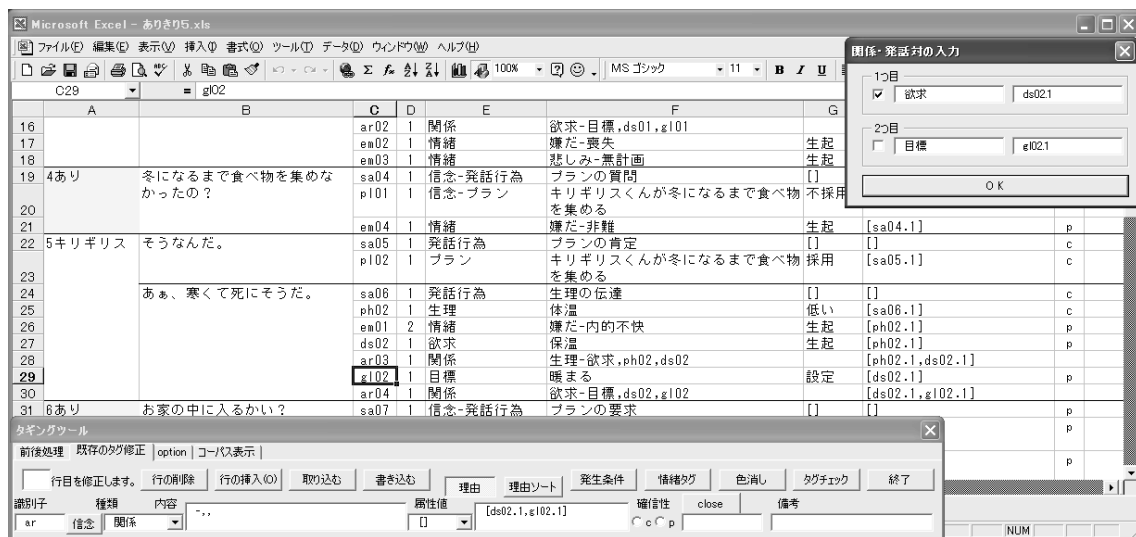 Microsoft Excel - ありきり5.xls
ファイル(F) 編集(E) 表示(V) 挿入(I) 書式(O) ツール(T) データ(D) ウィンドウ(W) ヘルプ(H)
100% MS ゴシック 11 B I U
C29 = gl02
A B C D E F G
16 ar02 1 関係 欲求-目標,ds01,gl01
17 em02 1 情緒 嫌だ-喪失 生起
18 em03 1 情緒 悲しみ-無計画 生起
19 4あり 冬になるまで食べ物を集めな sa04 1 信念-発話行為 プランの質問 []
かったの? pl01 1 信念-プラン キリギリスくんが冬になるまで食べ物 不採用
20 を集める
21 em04 1 情緒 嫌だ-非難 生起 [sa04.1] p
22 5キリギリス そうなんだ。 sa05 1 発話行為 プランの肯定 [] [] c
pl02 1 プラン キリギリスくんが冬になるまで食べ物 採用 [sa05.1] c
23 を集める
24 あぁ、寒くて死にそうだ。 sa06 1 発話行為 生理の伝達 [] [] c
25 ph02 1 生理 体温 低い [sa06.1] c
26 em01 2 情緒 嫌だ-内的不快 生起 [ph02.1] p
27 ds02 1 欲求 保温 生起 [ph02.1] p
28 ar03 1 関係 生理-欲求,ph02,ds02 [ph02.1,ds02.1]
29 gl02 1 目標 暖まる 設定 [ds02.1] p
30 ar04 1 関係 欲求-目標,ds02,gl02 [ds02.1,gl02.1]
31 6あり お家の中に入るかい? sa07 1 信念-発話行為 プランの要求 [] [] p
p
p
関係・発話対の入力
1つ目
欲求 ds02.1
2つ目
目標 gl02.1
OK
タギングツール
前後処理 既存のタグ修正 option コーパス表示
行目を修正します。 行の削除 行の挿入(O) 取り込む 書き込む 理由 理由ソート 発生条件 情緒タグ 色消し タグチェック 終了
識別子 種類 内容 属性値 確信性 close 備考
ar 信念 関係 -,, [] [ds02.1,gl02.1] c p
NUM